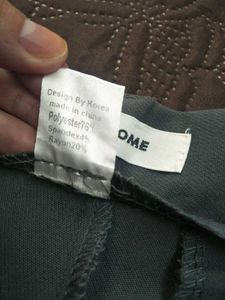 Design By Korea
made in china
Polyester76%
Spandex4%
Rayon20%
OME